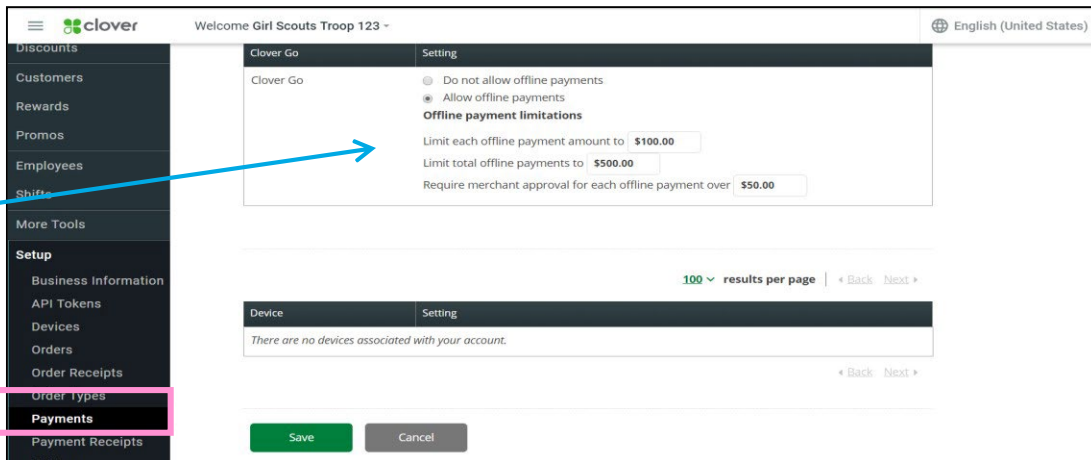 clover
Welcome Girl Scouts Troop 123
English (United States)
Discounts
Customers
Rewards
Promos
Employees
Shifts
More Tools
Setup
Business Information
API Tokens
Devices
Orders
Order Receipts
Order Types
Payments
Payment Receipts
Clover Go Setting
Clover Go
Do not allow offline payments
Allow offline payments
Offline payment limitations
Limit each offline payment amount to $100.00
Limit total offline payments to $500.00
Require merchant approval for each offline payment over $50.00
100 results per page | Back Next
Device Setting
There are no devices associated with your account.
Back Next
Save Cancel